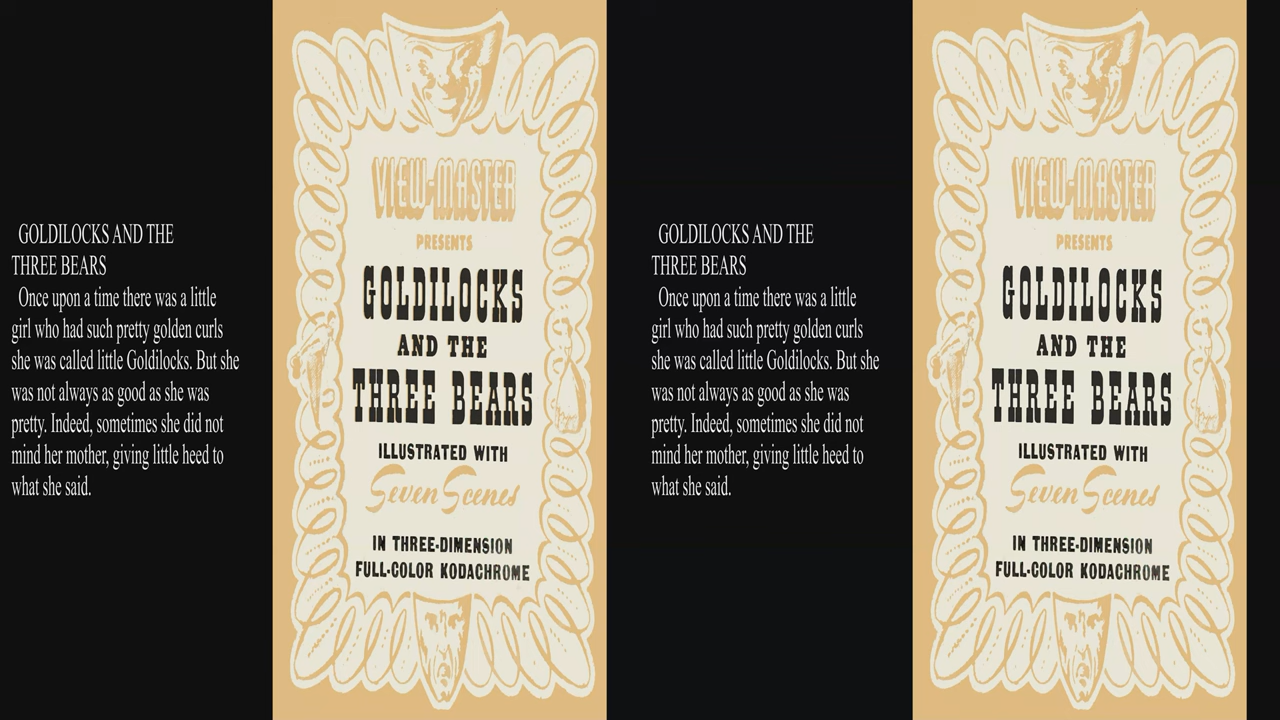 GOLDILOCKS AND THE
THREE BEARS
Once upon a time there was a little
girl who had such pretty golden curls
she was called little Goldilocks. But she
was not always as good as she was
pretty. Indeed, sometimes she did not
mind her mother, giving little heed to
what she said.
VIEW-MASTER
PRESENTS
GOLDILOCKS
AND THE
THREE BEARS
ILLUSTRATED WITH
Seven Scenes
IN THREE-DIMENSION
FULL-COLOR KODACHROME
GOLDILOCKS AND THE
THREE BEARS
Once upon a time there was a little
girl who had such pretty golden curls
she was called little Goldilocks. But she
was not always as good as she was
pretty. Indeed, sometimes she did not
mind her mother, giving little heed to
what she said.
VIEW-MASTER
PRESENTS
GOLDILOCKS
AND THE
THREE BEARS
ILLUSTRATED WITH
Seven Scenes
IN THREE-DIMENSION
FULL-COLOR KODACHROME